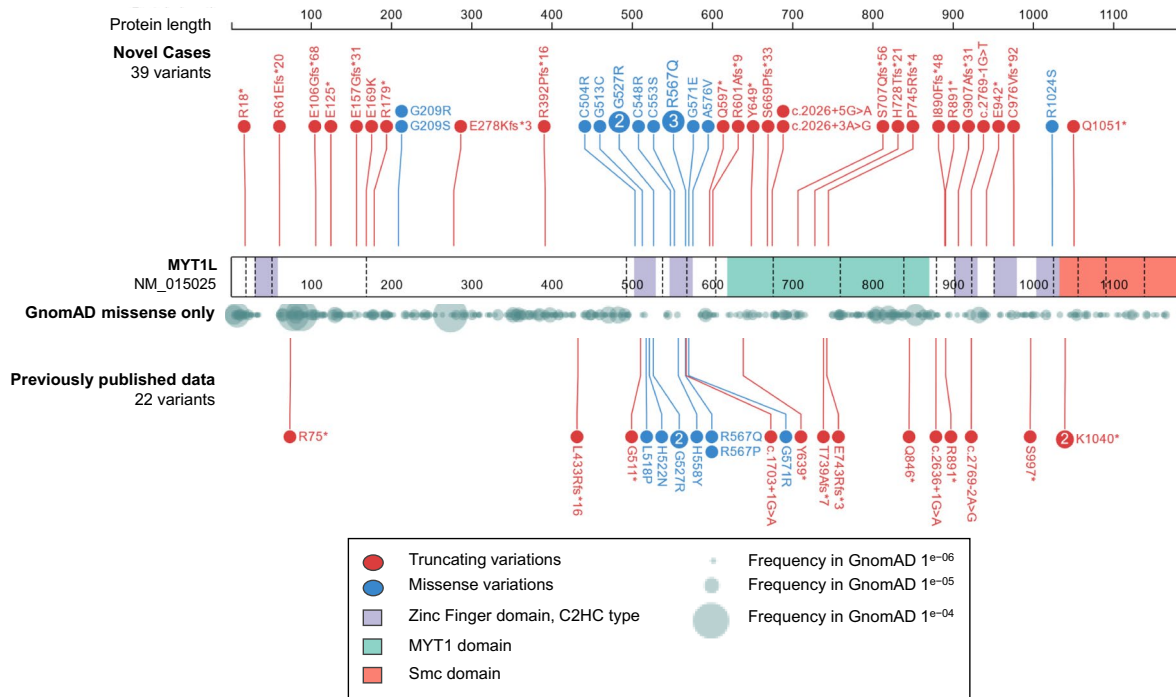 100 200 300 400 500 600 700 800 900 1000 1100
Protein length
Novel Cases
39 variants
R18*
R61Efs*20
E106Gfs*68
E125*
E157Gfs*31
E169K
R179*
G209R
G209S
E278Kfs*3
R392Pfs*16
C504R
G513C
2 G527R
C548R
C553S
3 R567Q
G571E
A576V
Q597*
R601Afs*9
Y649*
S669Pfs*33
c.2026+5G>A
c.2026+3A>G
S707Qfs*56
H728Tfs*21
P745Rfs*4
I890Ffs*48
R891*
G907Afs*31
c.2769-1G>T
E942*
C976Vfs*92
R1024S
Q1051*
MYT1L
NM_015025
100 200 300 400 500 600 700 800 900 1000 1100
GnomAD missense only
Previously published data
22 variants
R75*
L433Rfs*16
G511*
L518P
H522N
2 G527R
H558Y
R567Q
R567P
c.1703+1G>A
G571R
Y639*
T739Afs*7
E743Rfs*3
Q846*
c.2636+1G>A
R891*
c.2769-2A>G
S997*
2 K1040*
Truncating variations
Missense variations
Zinc Finger domain, C2HC type
MYT1 domain
Smc domain
Frequency in GnomAD 1e−06
Frequency in GnomAD 1e−05
Frequency in GnomAD 1e−04